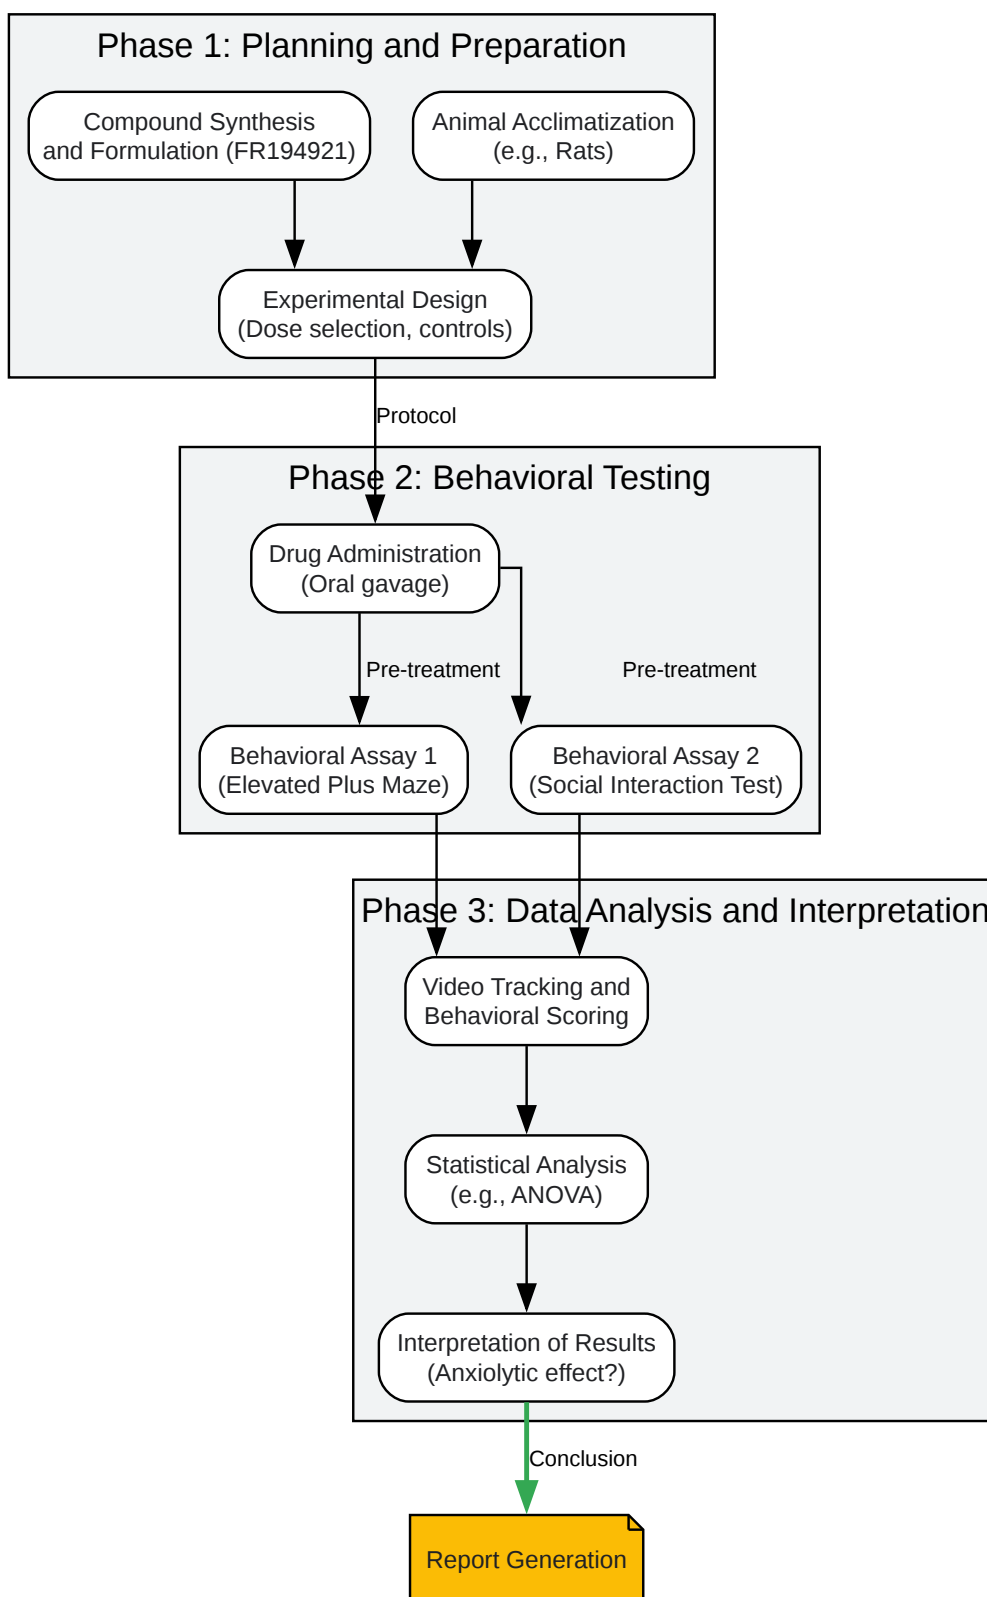 Phase 1: Planning and Preparation
Compound Synthesis
and Formulation (FR194921)
Animal Acclimatization
(e.g., Rats)
Experimental Design
(Dose selection, controls)
Protocol
Phase 2: Behavioral Testing
Drug Administration
(Oral gavage)
Pre-treatment
Pre-treatment
Behavioral Assay 1
(Elevated Plus Maze)
Behavioral Assay 2
(Social Interaction Test)
Phase 3: Data Analysis and Interpretation
Video Tracking and
Behavioral Scoring
Statistical Analysis
(e.g., ANOVA)
Interpretation of Results
(Anxiolytic effect?)
Conclusion
Report Generation